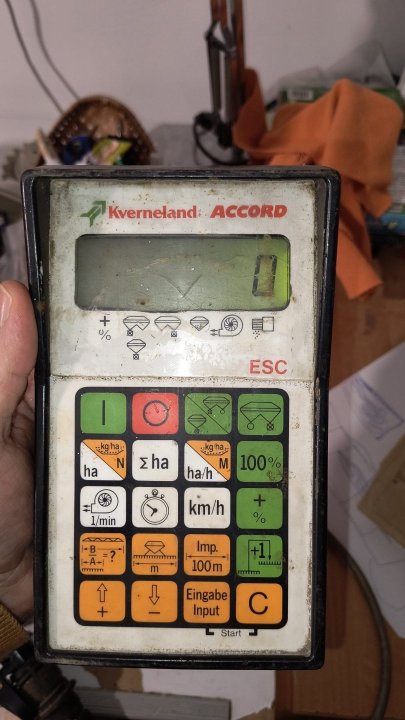 Kverneland ACCORD
0
+
%
ESC
I
kg/ha
ha N
Σ ha
kg/ha
ha/h M
100%
1/min
km/h
+
%
B
A = ?
m
Imp.
100 m
+1
+
-
Eingabe
Input
C
Start